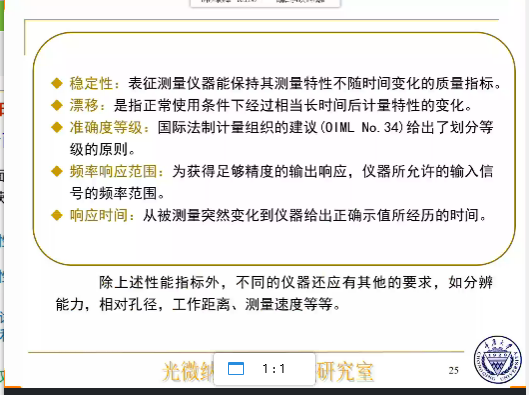 ◆ 稳定性：表征测量仪器能保持其测量特性不随时间变化的质量指标。
◆ 漂移：是指正常使用条件下经过相当长时间后计量特性的变化。
◆ 准确度等级：国际法制计量组织的建议(OIML No.34)给出了划分等
级的原则。
◆ 频率响应范围：为获得足够精度的输出响应，仪器所允许的输入信
号的频率范围。
◆ 响应时间：从被测量突然变化到仪器给出正确示值所经历的时间。
除上述性能指标外，不同的仪器还应有其他的要求，如分辨
能力，相对孔径，工作距离、测量速度等等。
光微纳 1:1 研究室
25